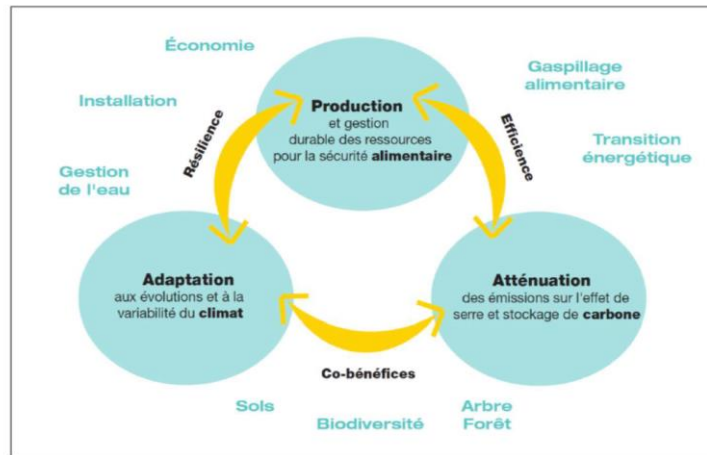 Économie
Gaspillage
alimentaire
Installation
Production
et gestion
durable des ressources
pour la sécurité alimentaire
Résilience
Efficience
Transition
énergétique
Gestion
de l'eau
Adaptation
aux évolutions et à la
variabilité du climat
Atténuation
des émissions sur l'effet de
serre et stockage de carbone
Co-bénéfices
Sols
Biodiversité
Arbre
Forêt